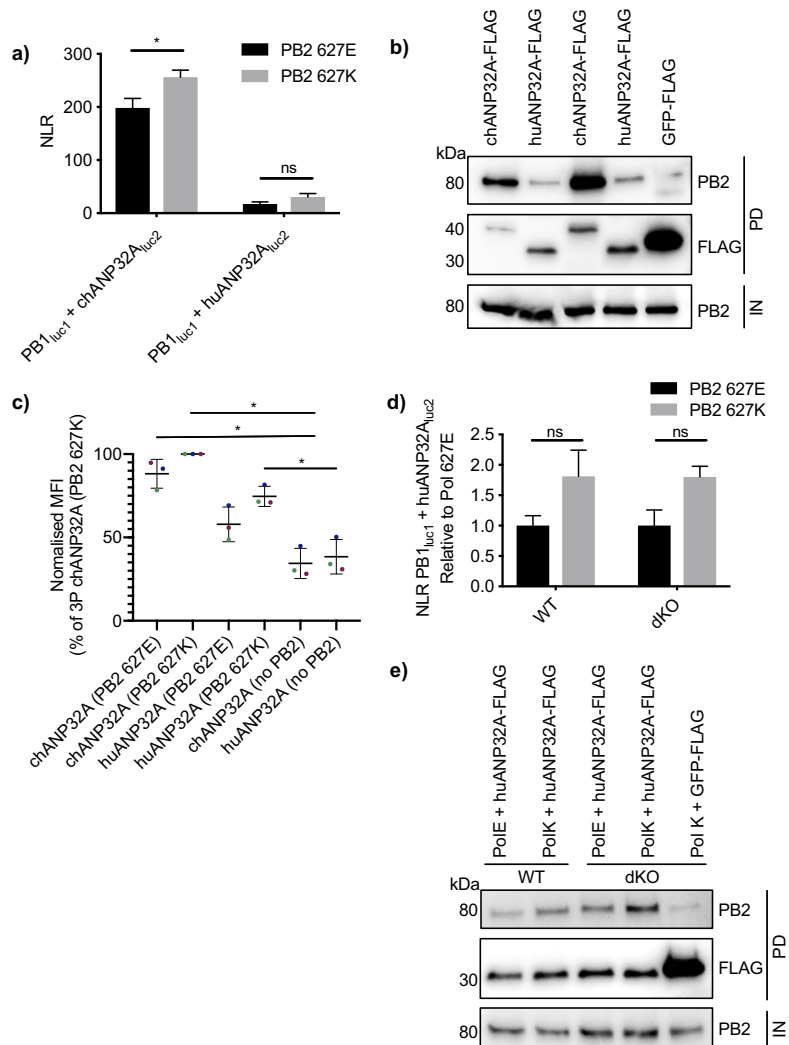 a)
300
200
100
0
NLR
*
ns
PB2 627E
PB2 627K
PB1luc1 + chANP32Aluc2
PB1luc1 + huANP32Aluc2
b)
chANP32A-FLAG
huANP32A-FLAG
chANP32A-FLAG
huANP32A-FLAG
GFP-FLAG
kDa
80
PB2
40
30
FLAG
PD
80
PB2
IN
c)
*
*
*
100
50
0
Nomalised MFI
(% of 3P chANP32A (PB2 627K)
chANP32A (PB2 627E)
chANP32A (PB2 627K)
huANP32A (PB2 627E)
huANP32A (PB2 627K)
chANP32A (no PB2)
huANP32A (no PB2)
d)
PB2 627E
PB2 627K
NLR PB1luc1 + huANP32Aluc2
Relative to Pol 627E
2.5
2.0
1.5
1.0
0.5
0.0
ns
ns
WT
dKO
e)
PolE + huANP32A-FLAG
PolK + huANP32A-FLAG
PolE + huANP32A-FLAG
PolK + huANP32A-FLAG
Pol K + GFP-FLAG
WT
dKO
kDa
80
PB2
30
FLAG
PD
80
PB2
IN